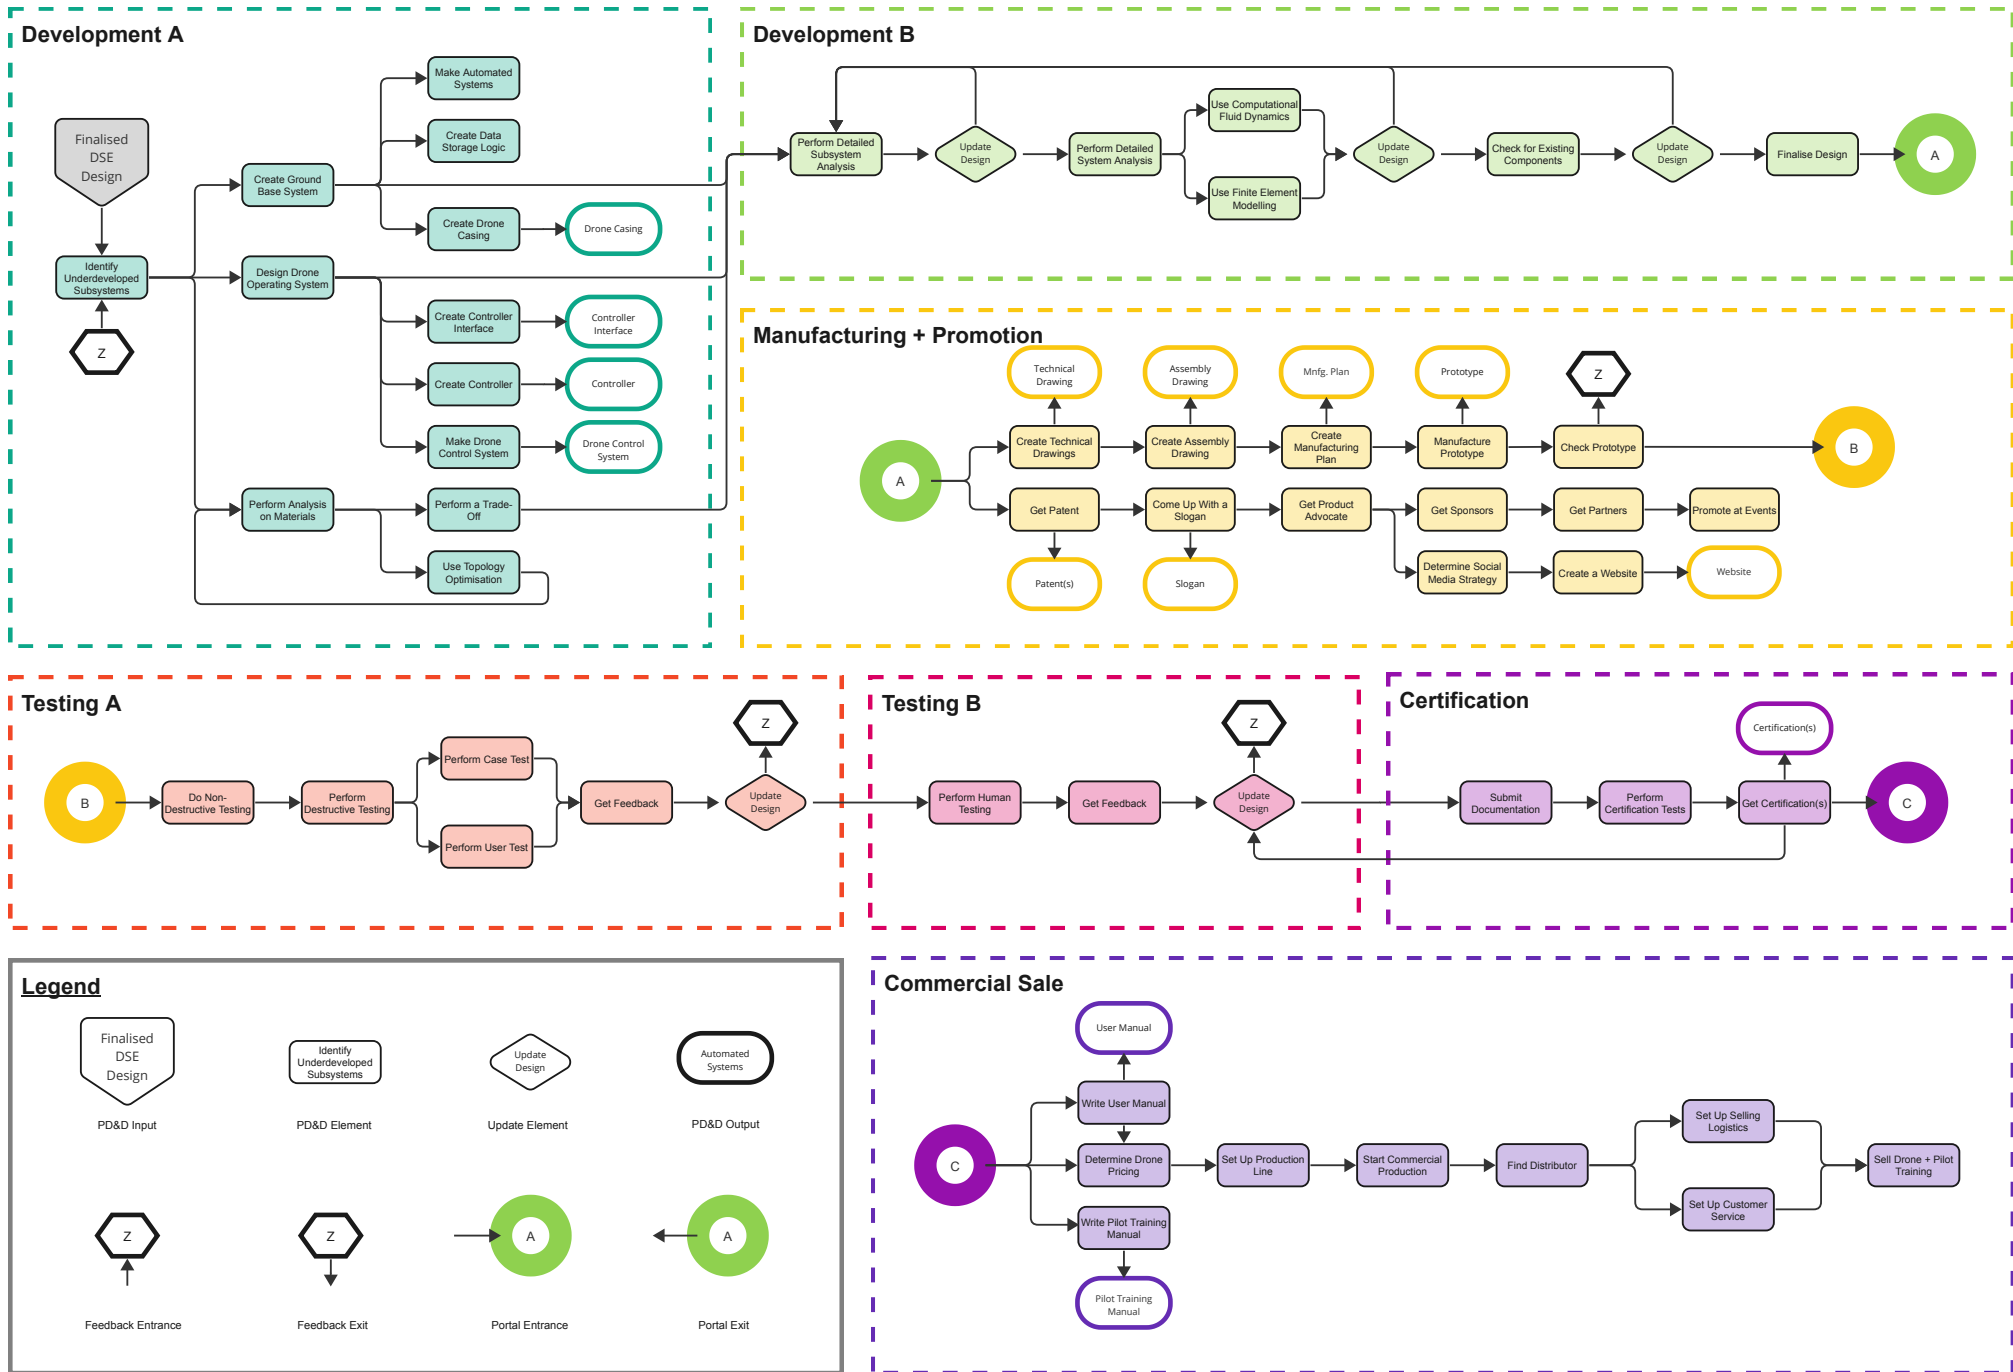 Development A
Finalised
DSE
Design
Identify
Underdeveloped
Subsystems
Z
Create Ground
Base System
Design Drone
Operating System
Perform Analysis
on Materials
Make Automated
Systems
Create Data
Storage Logic
Create Drone
Casing
Drone Casing
Create Controller
Interface
Controller
Interface
Create Controller
Controller
Make Drone
Control System
Drone Control
System
Perform a Trade-
Off
Use Topology
Optimisation
Development B
Perform Detailed
Subsystem
Analysis
Update
Design
Perform Detailed
System Analysis
Use Computational
Fluid Dynamics
Use Finite Element
Modelling
Update
Design
Check for Existing
Components
Update
Design
Finalise Design
A
Manufacturing + Promotion
Technical
Drawing
Assembly
Drawing
Mnfg. Plan
Prototype
Z
A
Create Technical
Drawings
Create Assembly
Drawing
Create
Manufacturing
Plan
Manufacture
Prototype
Check Prototype
B
Get Patent
Come Up With a
Slogan
Get Product
Advocate
Get Sponsors
Get Partners
Promote at Events
Determine Social
Media Strategy
Create a Website
Website
Patent(s)
Slogan
Testing A
B
Do Non-
Destructive Testing
Perform
Destructive Testing
Perform Case Test
Perform User Test
Get Feedback
Update
Design
Z
Testing B
Perform Human
Testing
Get Feedback
Update
Design
Z
Certification
Submit
Documentation
Perform
Certification Tests
Get Certification(s)
Certification(s)
C
Legend
Finalised
DSE
Design
PD&D Input
Identify
Underdeveloped
Subsystems
PD&D Element
Update
Design
Update Element
Automated
Systems
PD&D Output
Z
Feedback Entrance
Z
Feedback Exit
A
Portal Entrance
A
Portal Exit
Commercial Sale
User Manual
Write User Manual
C
Determine Drone
Pricing
Write Pilot Training
Manual
Pilot Training
Manual
Set Up Production
Line
Start Commercial
Production
Find Distributor
Set Up Selling
Logistics
Set Up Customer
Service
Sell Drone + Pilot
Training